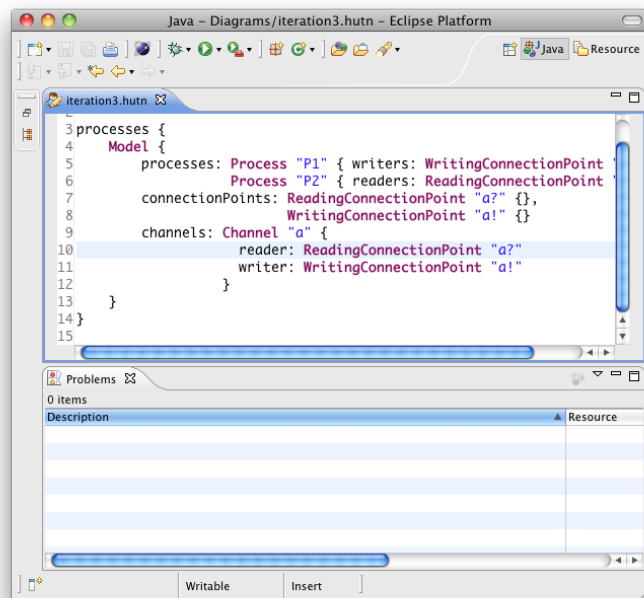 Java – Diagrams/iteration3.hutn – Eclipse Platform
Java Resource
iteration3.hutn
2
3 processes {
4 Model {
5 processes: Process "P1" { writers: WritingConnectionPoint "
6 Process "P2" { readers: ReadingConnectionPoint "
7 connectionPoints: ReadingConnectionPoint "a?" {},
8 WritingConnectionPoint "a!" {}
9 channels: Channel "a" {
10 reader: ReadingConnectionPoint "a?"
11 writer: WritingConnectionPoint "a!"
12 }
13 }
14 }
15
Problems
0 items
Description Resource
Writable Insert